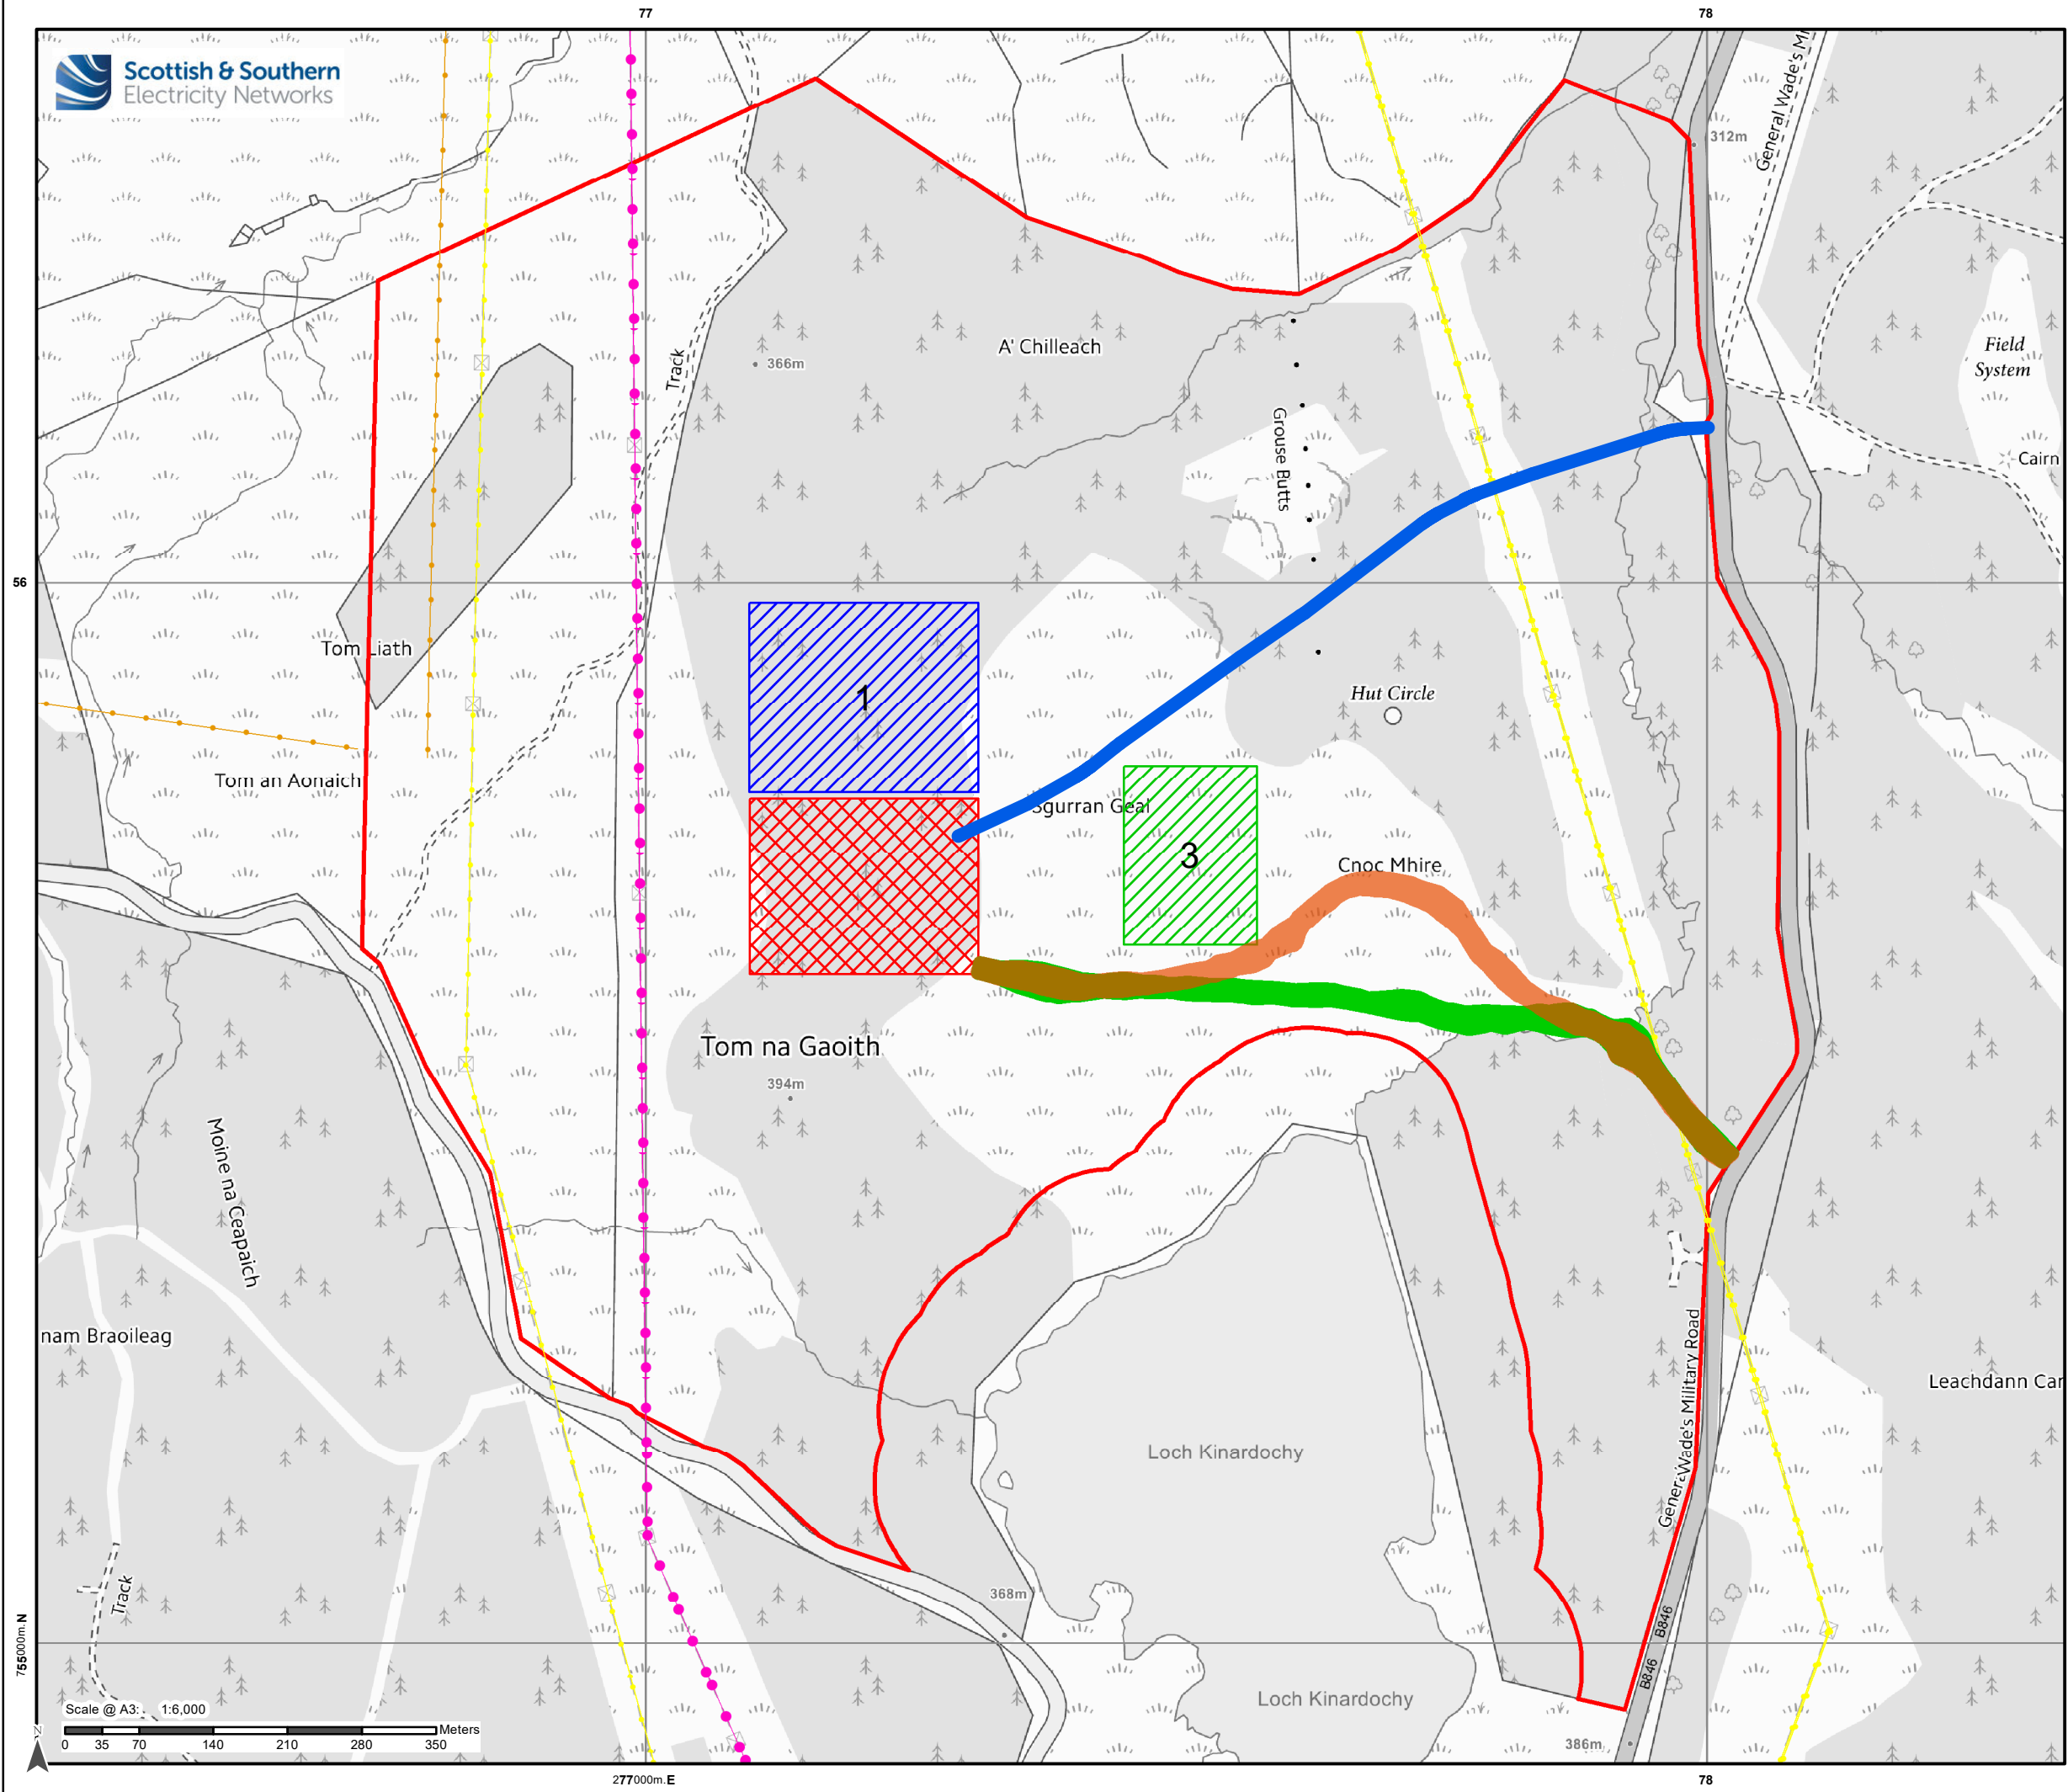 77
78
Scottish & Southern
Electricity Networks
General Wade's Mi
312m
Track
366m
A' Chilleach
Field
System
Grouse Butts
Cairn
56
Tom Liath
1
Hut Circle
Tom an Aonaich
Sgurran Geal
3
Cnoc Mhire
Tom na Gaoith
394m
Moine na Ceapaich
nam Braoileag
General Wade's Military Road
Leachdann Car
Loch Kinardochy
Track
368m
B846
B846
755000m.N
Loch Kinardochy
Scale @ A3: 1:6,000
Meters
0 35 70 140 210 280 350
386m
N
277000m.E
78